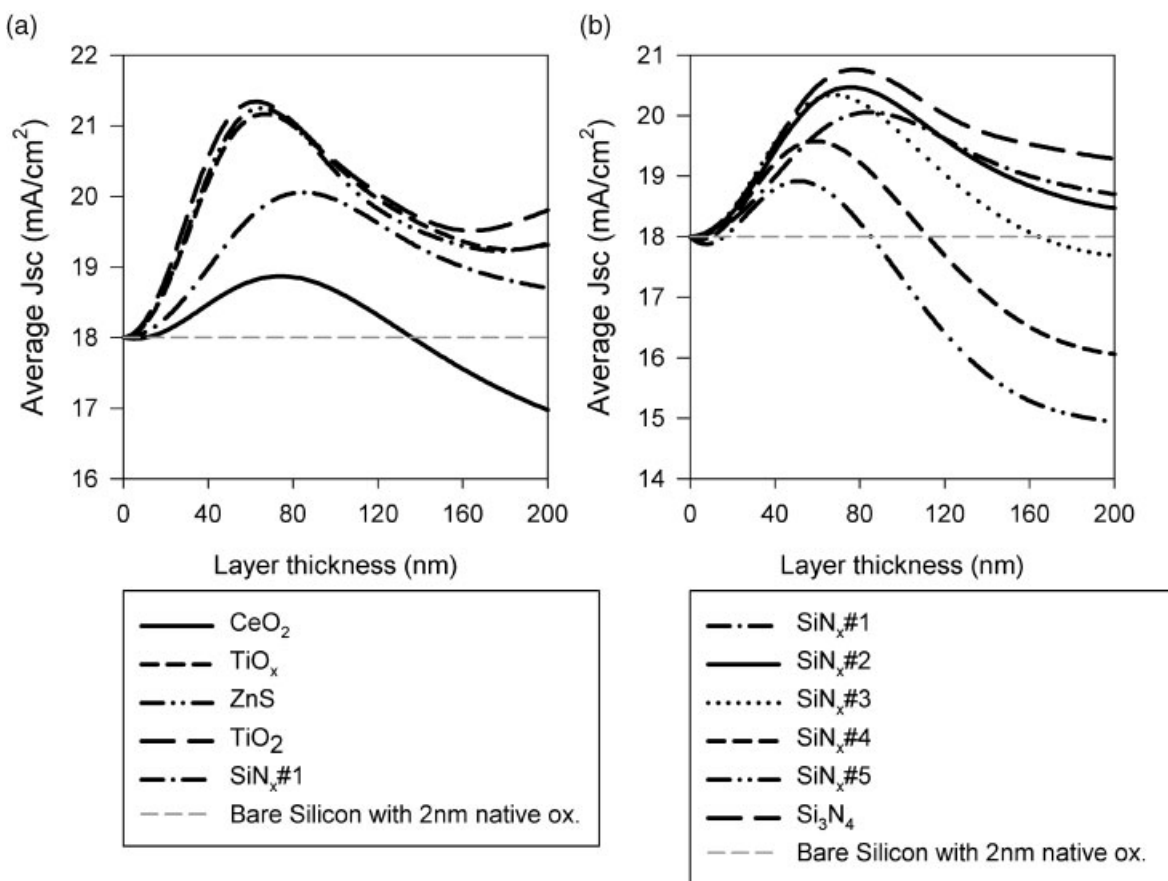 (a)
22
21
20
19
18
17
16
Average Jsc (mA/cm²)
0 40 80 120 160 200
Layer thickness (nm)
CeO₂
TiOₓ
ZnS
TiO₂
SiNₓ#1
Bare Silicon with 2nm native ox.
(b)
21
20
19
18
17
16
15
14
Average Jsc (mA/cm²)
0 40 80 120 160 200
Layer thickness (nm)
SiNₓ#1
SiNₓ#2
SiNₓ#3
SiNₓ#4
SiNₓ#5
Si₃N₄
Bare Silicon with 2nm native ox.